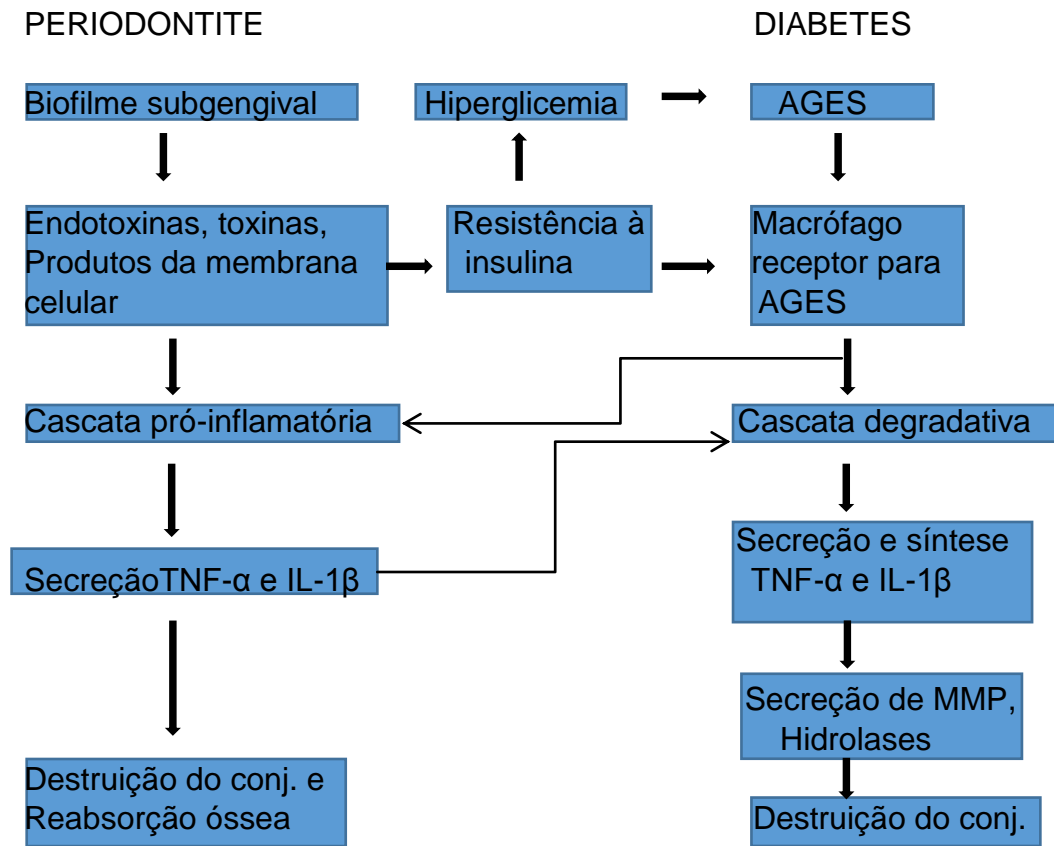 PERIODONTITE
DIABETES
Biofilme subgengival
Hiperglicemia
AGES
Endotoxinas, toxinas,
Produtos da membrana
celular
Resistência à
insulina
Macrófago
receptor para
AGES
Cascata pró-inflamatória
Cascata degradativa
SecreçãoTNF-α e IL-1β
Secreção e síntese
TNF-α e IL-1β
Secreção de MMP,
Hidrolases
Destruição do conj. e
Reabsorção óssea
Destruição do conj.